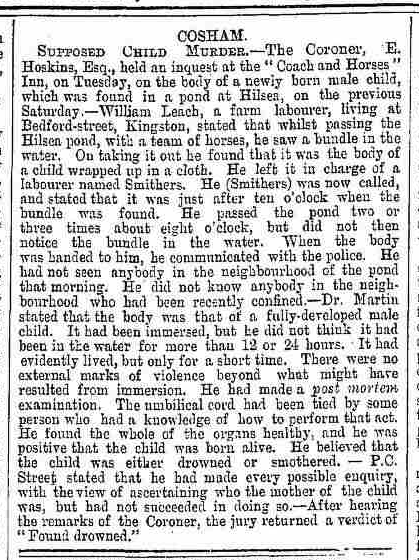 COSHAM.
SUPPOSED CHILD MURDER.—The Coroner, E.
Hoskins, Esq., held an inquest at the "Coach and Horses"
Inn, on Tuesday, on the body of a newly born male child,
which was found in a pond at Hilsea, on the previous
Saturday.—William Leach, a farm labourer, living at
Bedford-street, Kingston, stated that whilst passing the
Hilsea pond, with a team of horses, he saw a bundle in the
water. On taking it out he found that it was the body of
a child wrapped up in a cloth. He left it in charge of a
labourer named Smithers. He (Smithers) was now called,
and stated that it was just after ten o'clock when the
bundle was found. He passed the pond two or
three times about eight o'clock, but did not then
notice the bundle in the water. When the body
was handed to him, he communicated with the police. He
had not seen anybody in the neighbourhood of the pond
that morning. He did not know anybody in the neigh-
bourhood who had been recently confined.—Dr. Martin
stated that the body was that of a fully-developed male
child. It had been immersed, but he did not think it had
been in the water for more than 12 or 24 hours. It had
evidently lived, but only for a short time. There were no
external marks of violence beyond what might have
resulted from immersion. He had made a post mortem
examination. The umbilical cord had been tied by some
person who had a knowledge of how to perform that act.
He found the whole of the organs healthy, and he was
positive that the child was born alive. He believed that
the child was either drowned or smothered. — P.C.
Street stated that he had made every possible enquiry,
with the view of ascertaining who the mother of the child
was, but had not succeeded in doing so.—After hearing
the remarks of the Coroner, the jury returned a verdict of
"Found drowned."